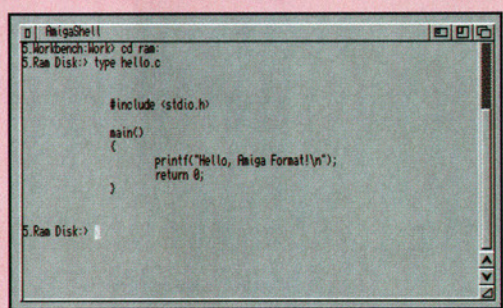 AmigaShell
5.Workbench:Work> cd ram:
5.Ram Disk:> type hello.c
#include <stdio.h>
main()
{
printf("Hello, Amiga Format!\n");
return 0;
}
5.Ram Disk:>